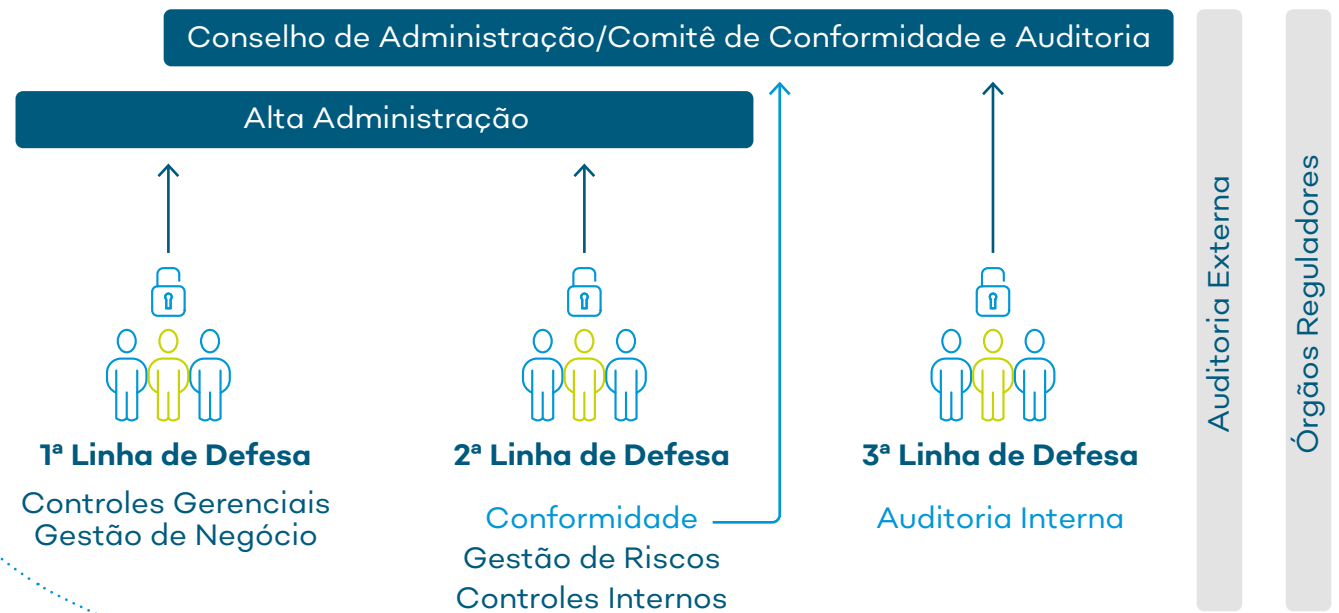 Conselho de Administração/Comitê de Conformidade e Auditoria
Alta Administração
1ª Linha de Defesa
Controles Gerenciais
Gestão de Negócio
2ª Linha de Defesa
Conformidade
Gestão de Riscos
Controles Internos
3ª Linha de Defesa
Auditoria Interna
Auditoria Externa
Órgãos Reguladores